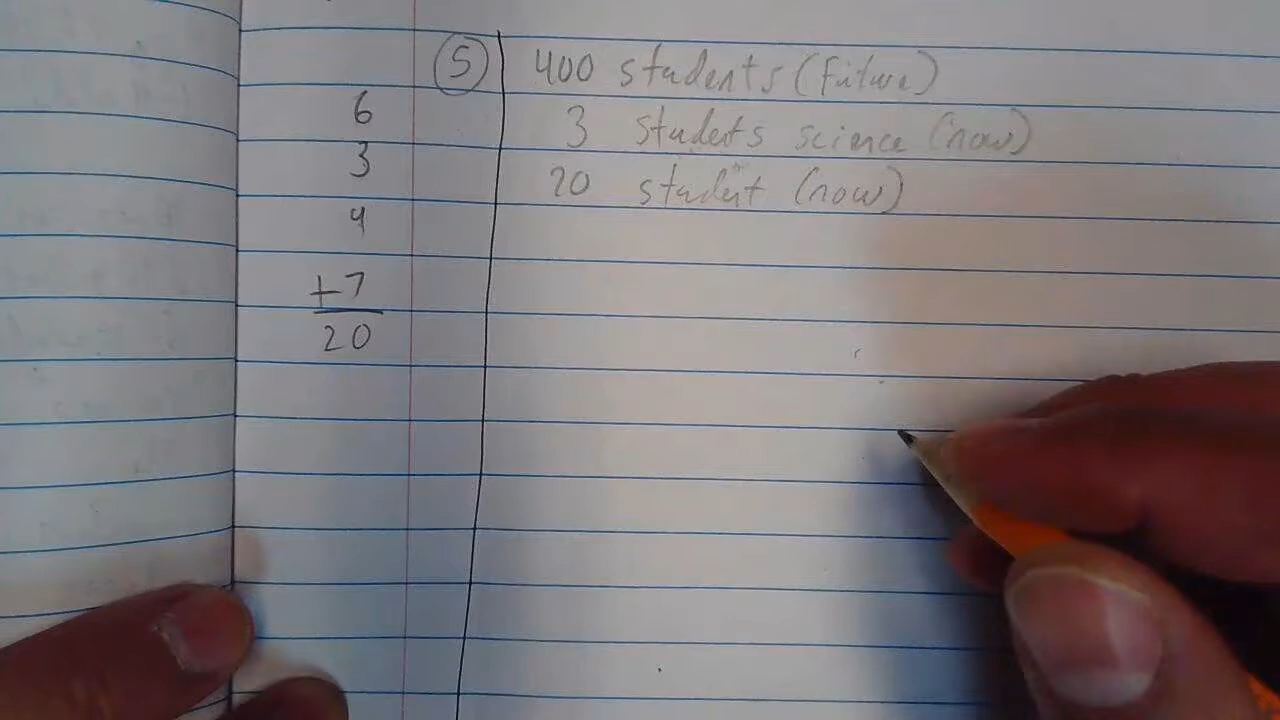 5 400 students (future)
3 students science (now)
20 student (now)
6
3
4
+7
20